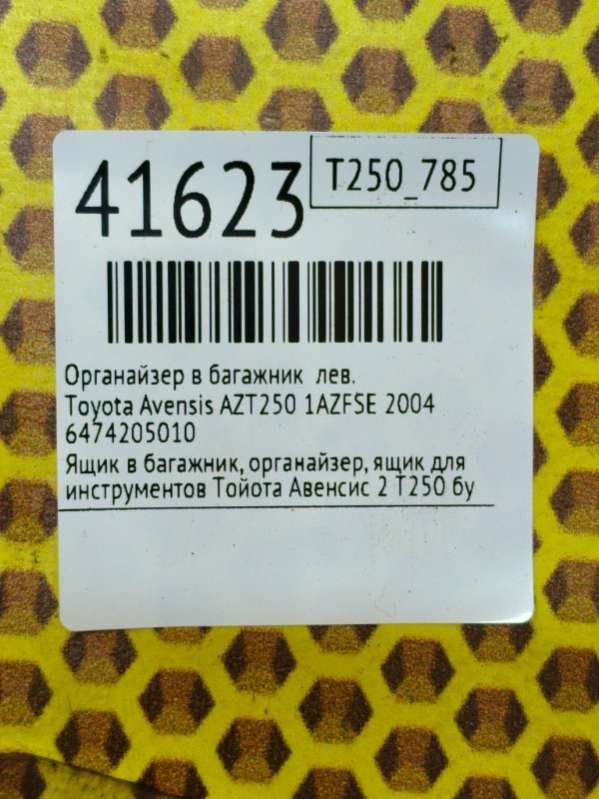 41623
T250_785
Органайзер в багажник лев.
Toyota Avensis AZT250 1AZFSE 2004
6474205010
Ящик в багажник, органайзер, ящик для
инструментов Тойота Авенсис 2 Т250 бу